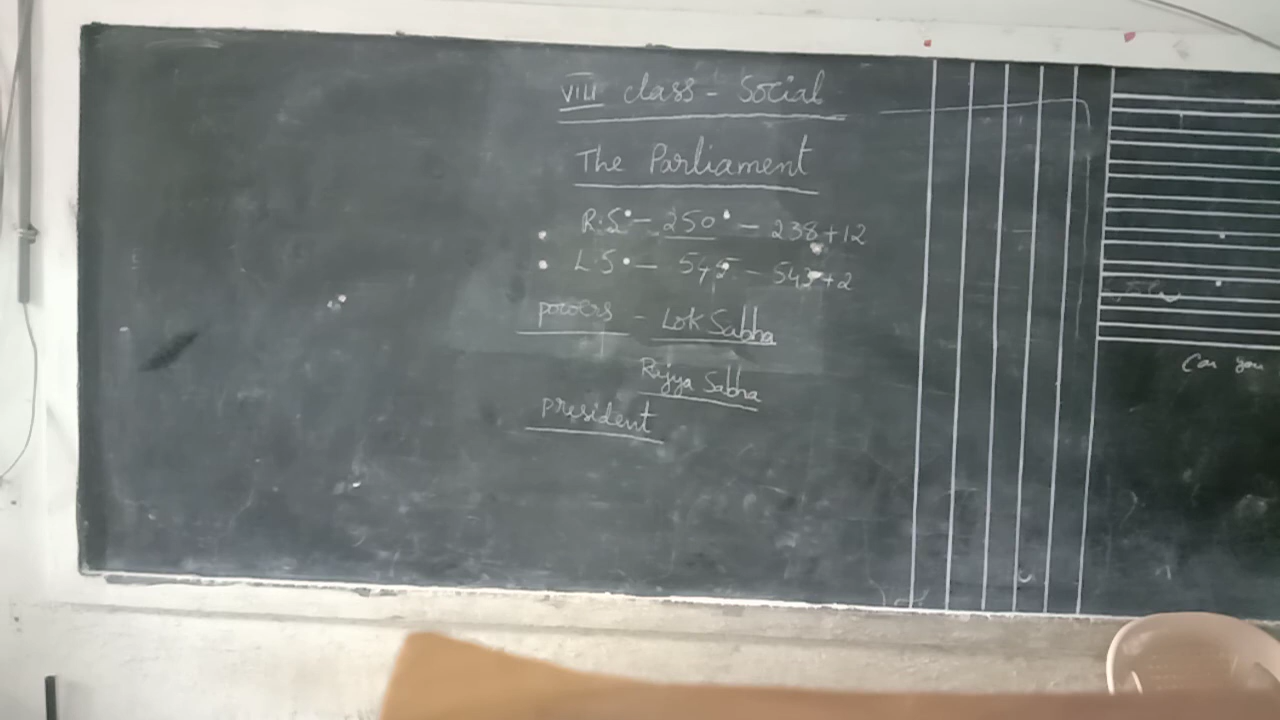 VIII class - Social
The Parliament
• R.S - 250 - 238+12
• L.S - 545 - 543+2
powers - Lok Sabha
Rajya Sabha
president
Can you